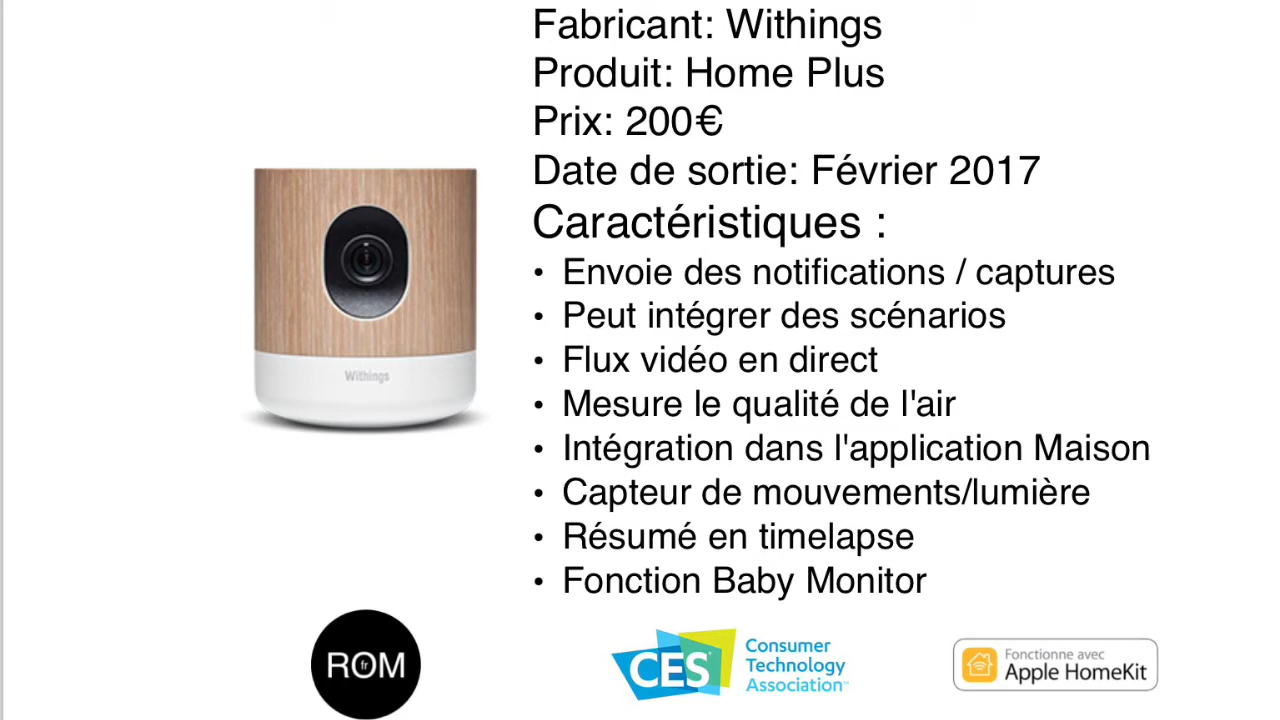 Fabricant: Withings
Produit: Home Plus
Prix: 200€
Date de sortie: Février 2017
Caractéristiques :
• Envoie des notifications / captures
• Peut intégrer des scénarios
• Flux vidéo en direct
• Mesure le qualité de l'air
• Intégration dans l'application Maison
• Capteur de mouvements/lumière
• Résumé en timelapse
• Fonction Baby Monitor
Withings
ROM
fr
CES
Consumer
Technology
Association™
Fonctionne avec
Apple HomeKit